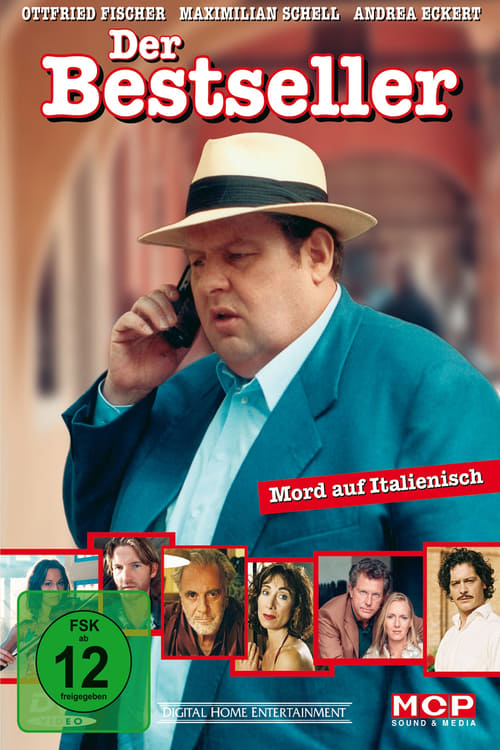 OTTFRIED FISCHER MAXIMILIAN SCHELL ANDREA ECKERT
Der
Bestseller
Mord auf Italienisch
FSK
ab
12
freigegeben
VIDEO
DIGITAL HOME ENTERTAINMENT
MCP
SOUND & MEDIA